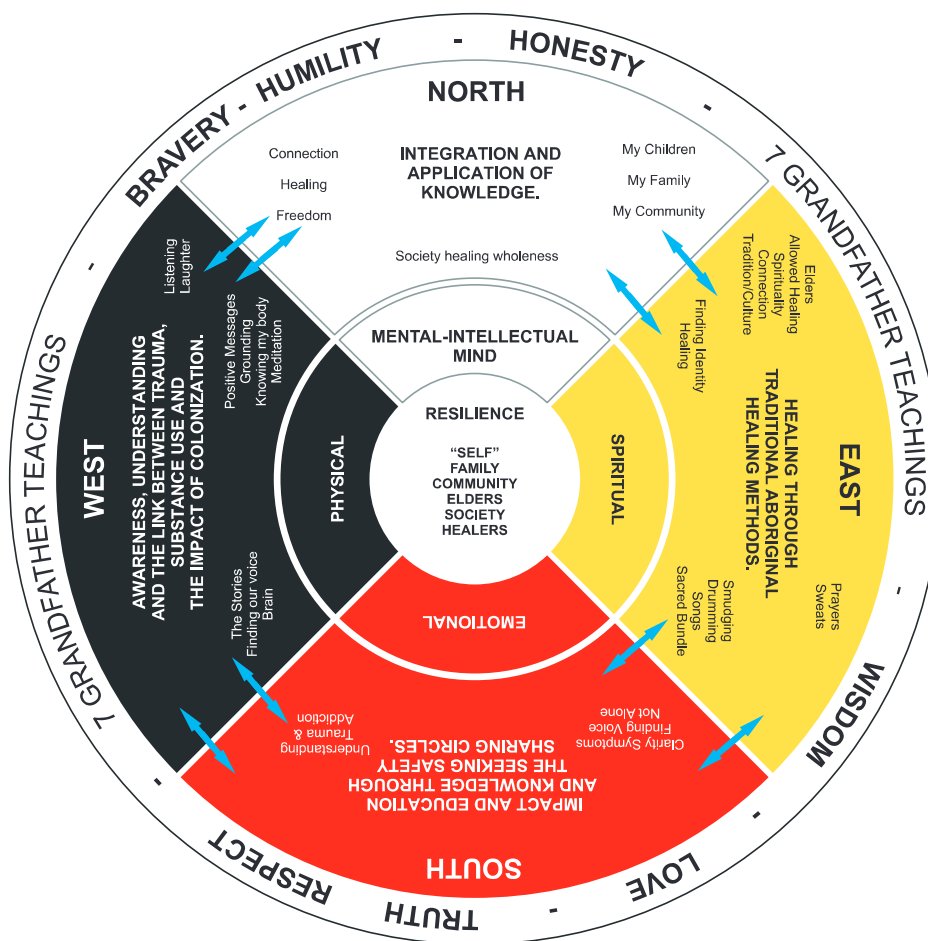 BRAVERY - HUMILITY - HONESTY - 7 GRANDFATHER TEACHINGS - WISDOM - LOVE - TRUTH - RESPECT - 7 GRANDFATHER TEACHINGS -
NORTH
INTEGRATION AND
APPLICATION OF
KNOWLEDGE.
Connection
Healing
Freedom
My Children
My Family
My Community
Society healing wholeness
MENTAL-INTELLECTUAL
MIND
EAST
HEALING THROUGH
TRADITIONAL ABORIGINAL
HEALING METHODS.
Elders
Allowed Healing
Spirituality
Connection
Tradition/Culture
Finding Identity
Healing
Prayers
Sweats
Smudging
Drumming
Songs
Sacred Bundle
SPIRITUAL
SOUTH
IMPACT AND EDUCATION
AND KNOWLEDGE THROUGH
THE SEEKING SAFETY
SHARING CIRCLES.
Clarity Symptoms
Finding Voice
Not Alone
Understanding
Trauma &
Addiction
EMOTIONAL
WEST
AWARENESS, UNDERSTANDING
AND THE LINK BETWEEN TRAUMA,
SUBSTANCE USE AND
THE IMPACT OF COLONIZATION.
Listening
Laughter
Positive Messages
Grounding
Knowing my body
Meditation
The Stories
Finding our voice
Brain
PHYSICAL
RESILIENCE
“SELF”
FAMILY
COMMUNITY
ELDERS
SOCIETY
HEALERS